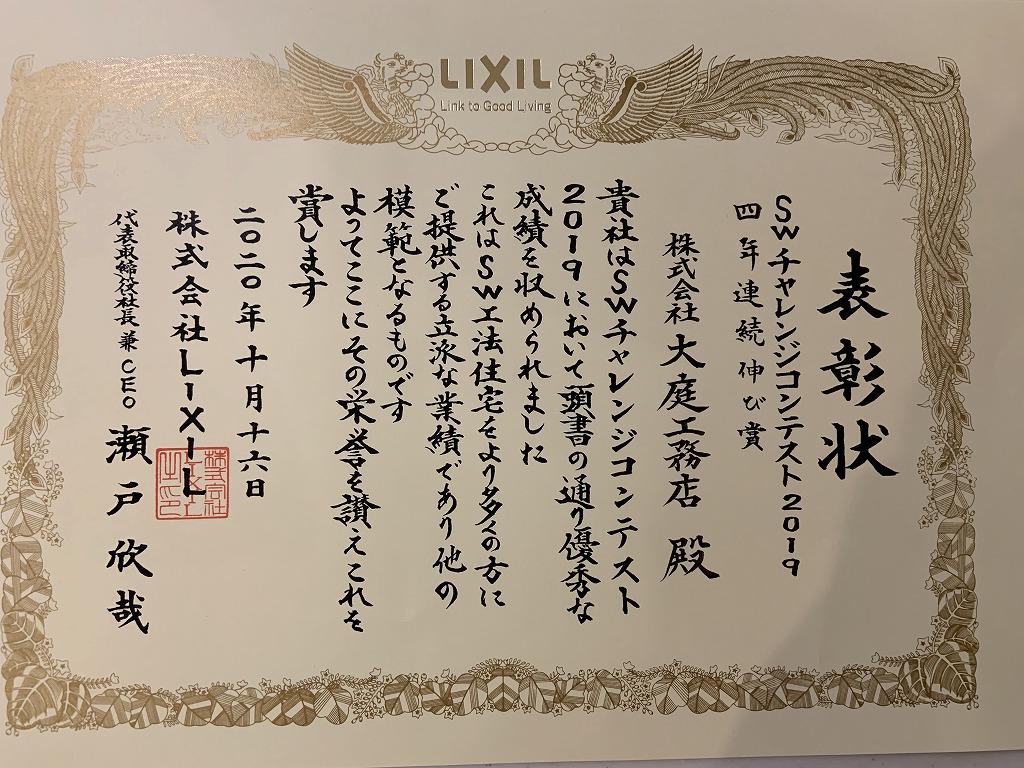 LIXIL
Link to Good Living
表彰状
SWチャレンジコンテスト2019
四年連続伸び賞
株式会社大庭工務店 殿
貴社はSWチャレンジコンテスト
2019において頭書の通り優秀な
成績を収められました
これはSW工法住宅をより多くの方に
ご提供する立派な業績であり他の
模範となるものです
よってここにその栄誉を讃えこれを
賞します
二〇二〇年十月十六日
株式会社LIXIL
代表取締役社長兼CEO 瀬戸欣哉